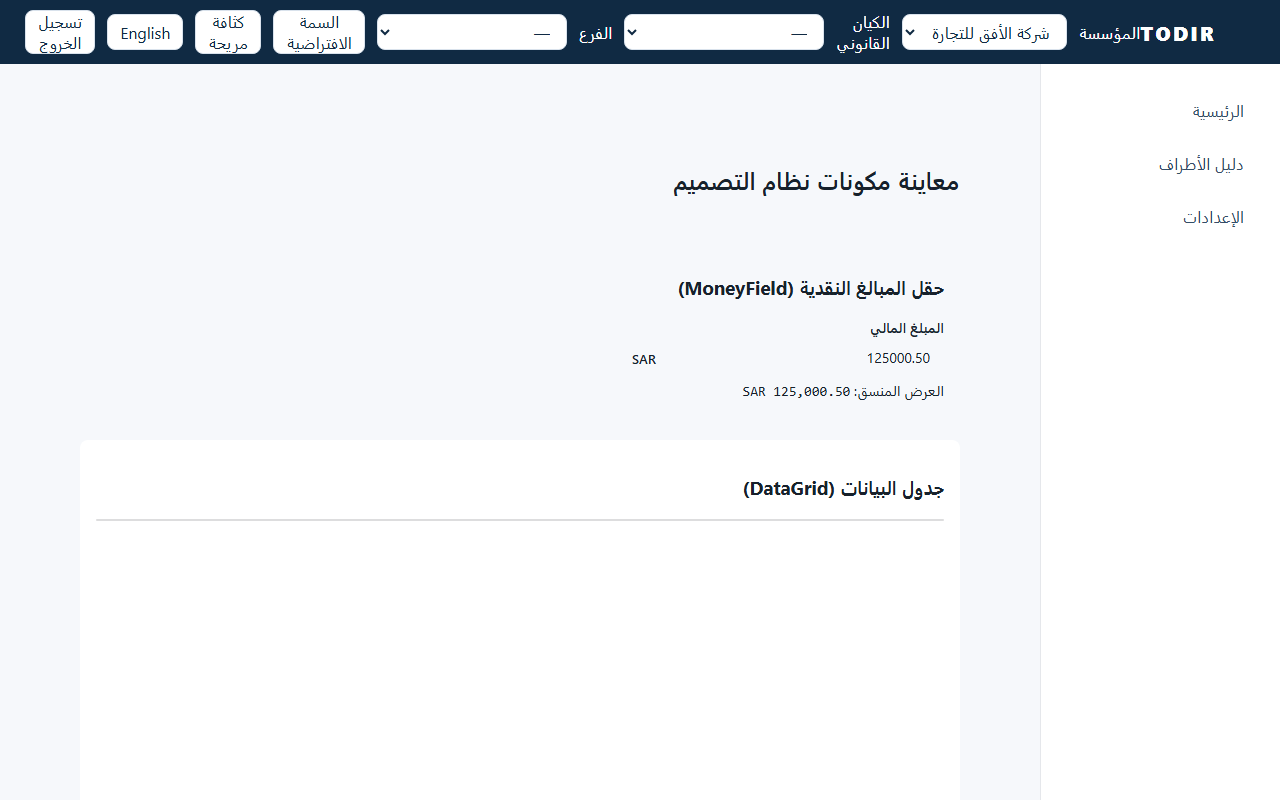 TODIR
المؤسسة
شركة الأفق للتجارة
الكيان القانوني
—
الفرع
—
السمة الافتراضية
كثافة مريحة
English
تسجيل الخروج
الرئيسية
دليل الأطراف
الإعدادات
معاينة مكونات نظام التصميم
حقل المبالغ النقدية (MoneyField)
المبلغ المالي
125000.50
SAR
العرض المنسق: SAR 125,000.50
جدول البيانات (DataGrid)